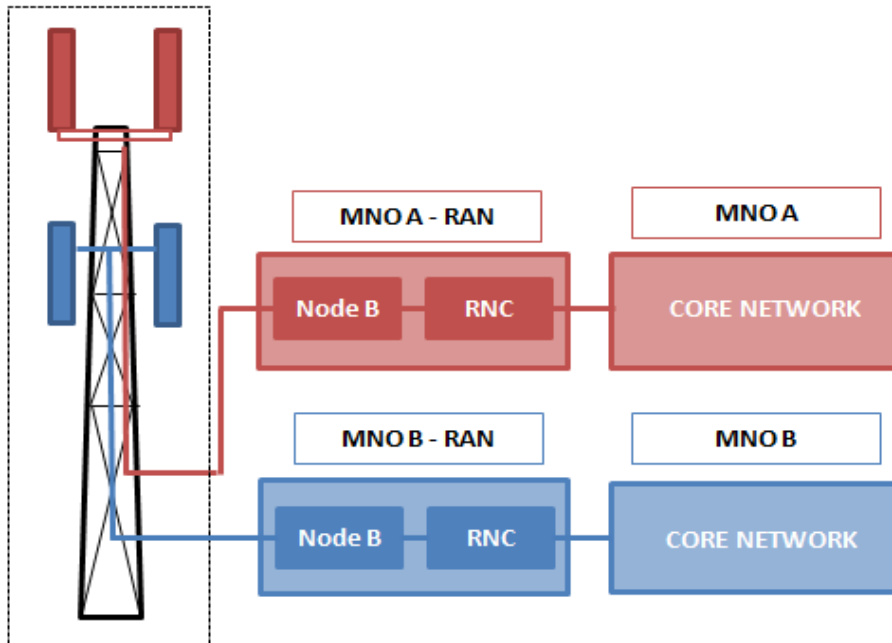 MNO A - RAN
MNO A
Node B
RNC
CORE NETWORK
MNO B - RAN
MNO B
Node B
RNC
CORE NETWORK